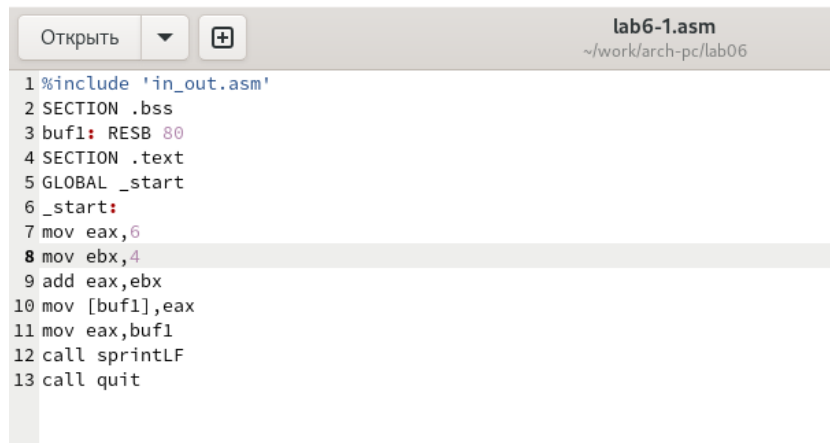 Открыть
lab6-1.asm
~/work/arch-pc/lab06
1 %include 'in_out.asm'
2 SECTION .bss
3 buf1: RESB 80
4 SECTION .text
5 GLOBAL _start
6 _start:
7 mov eax,6
8 mov ebx,4
9 add eax,ebx
10 mov [buf1],eax
11 mov eax,buf1
12 call sprintLF
13 call quit